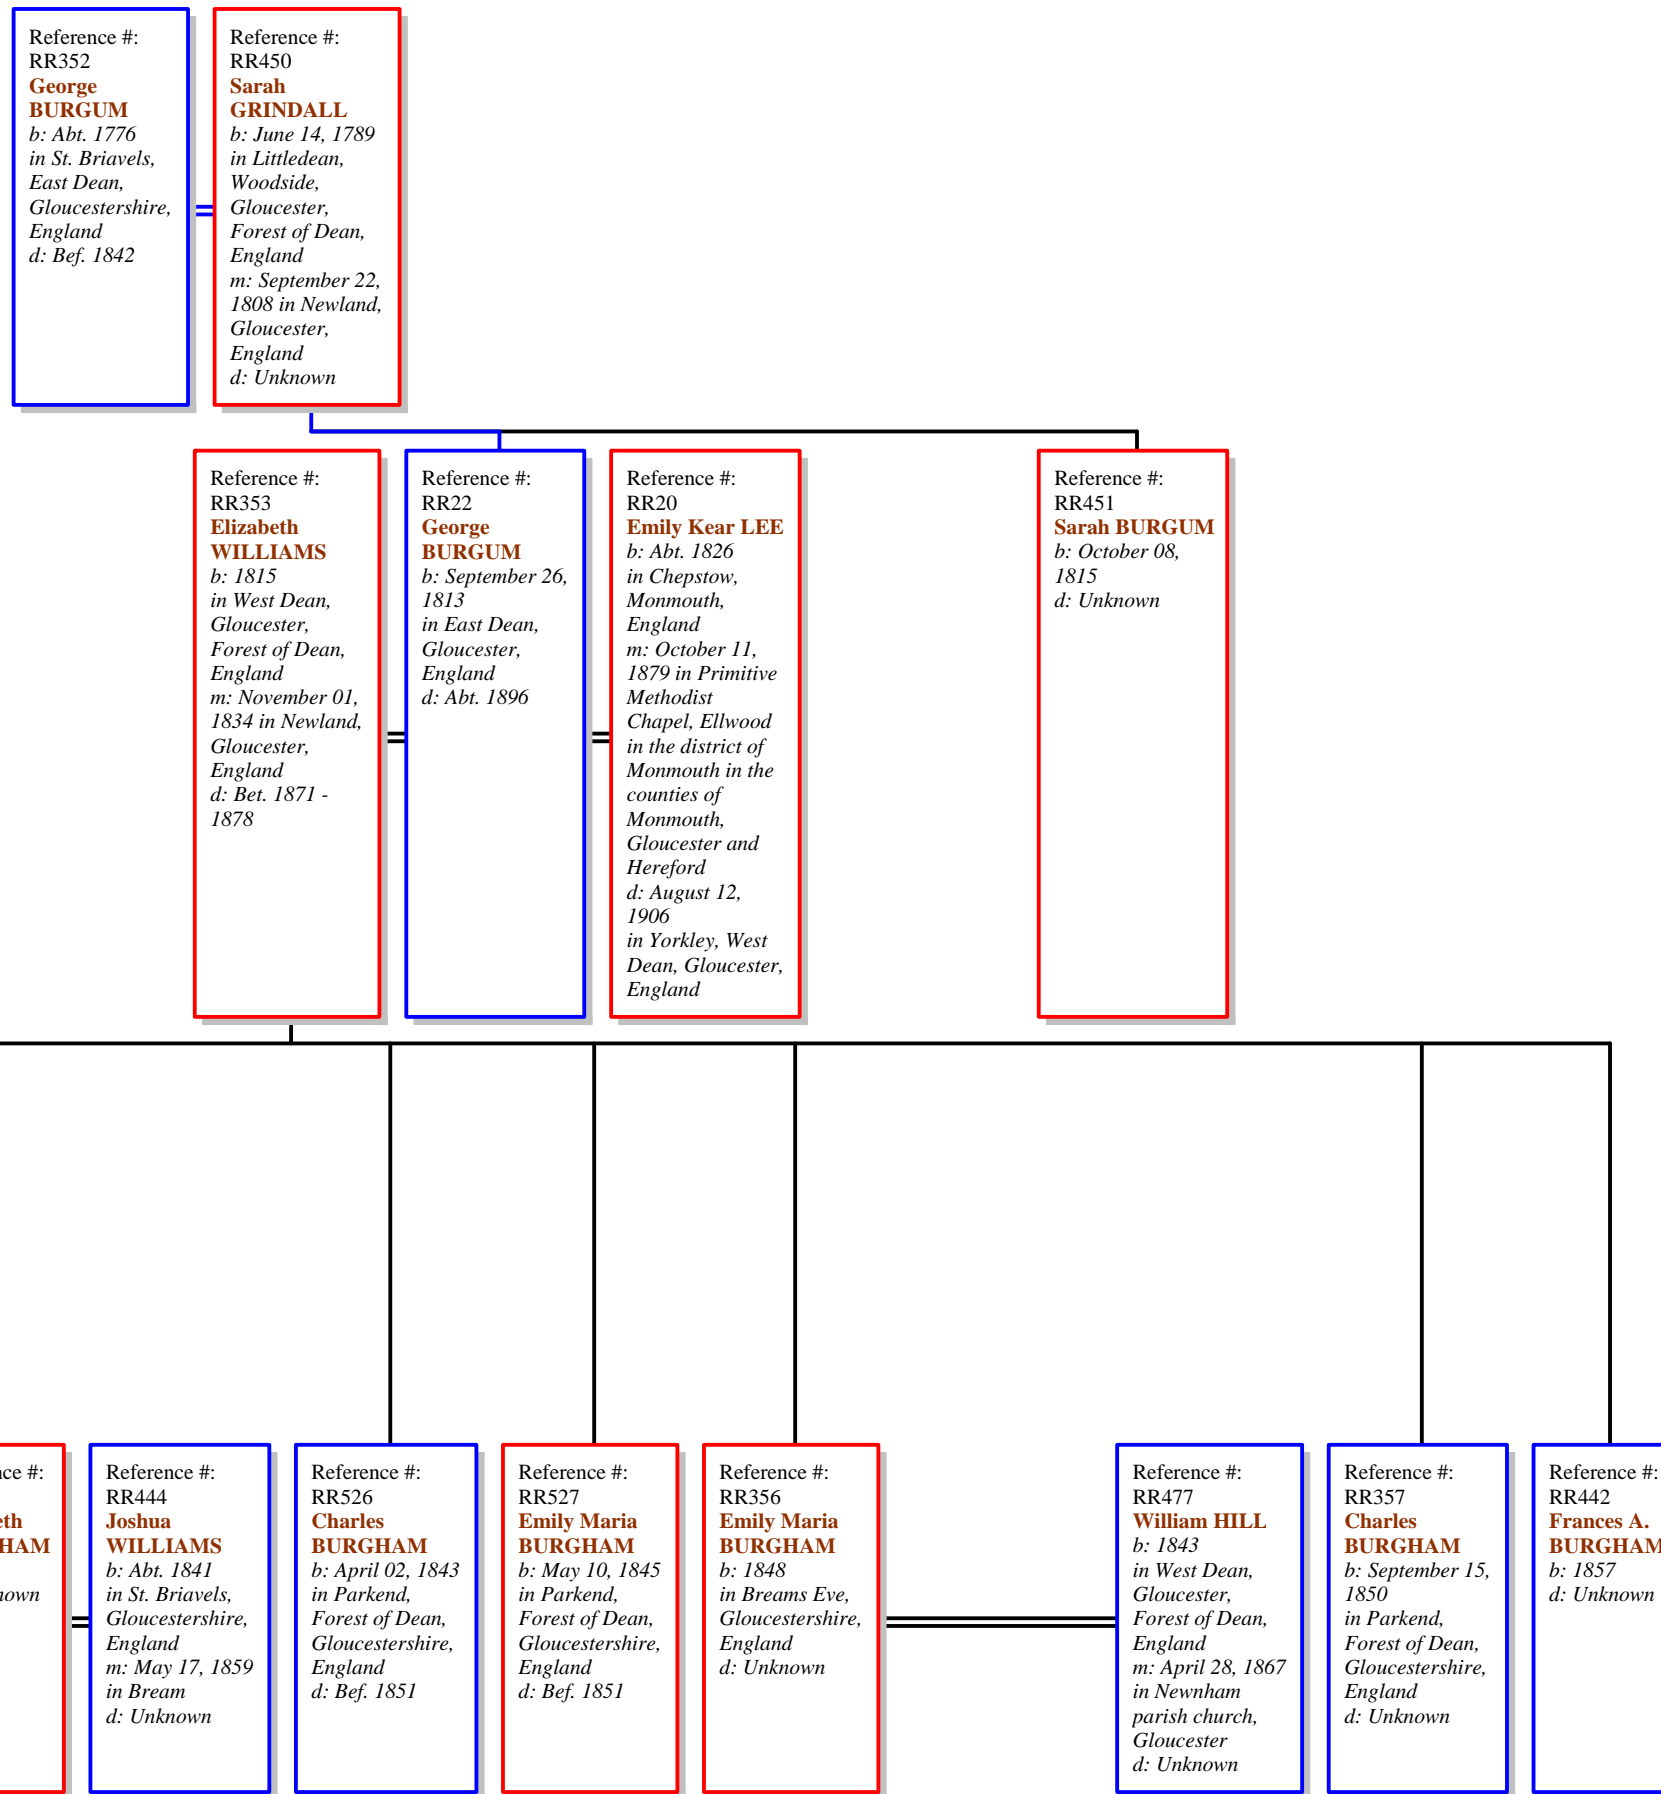 Reference #:
RR352
George
BURGUM
b: Abt. 1776
in St. Briavels,
East Dean,
Gloucestershire,
England
d: Bef. 1842
Reference #:
RR450
Sarah
GRINDALL
b: June 14, 1789
in Littledean,
Woodside,
Gloucester,
Forest of Dean,
England
m: September 22,
1808 in Newland,
Gloucester,
England
d: Unknown
Reference #:
RR353
Elizabeth
WILLIAMS
b: 1815
in West Dean,
Gloucester,
Forest of Dean,
England
m: November 01,
1834 in Newland,
Gloucester,
England
d: Bet. 1871 -
1878
Reference #:
RR22
George
BURGUM
b: September 26,
1813
in East Dean,
Gloucester,
England
d: Abt. 1896
Reference #:
RR20
Emily Kear LEE
b: Abt. 1826
in Chepstow,
Monmouth,
England
m: October 11,
1879 in Primitive
Methodist
Chapel, Ellwood
in the district of
Monmouth in the
counties of
Monmouth,
Gloucester and
Hereford
d: August 12,
1906
in Yorkley, West
Dean, Gloucester,
England
Reference #:
RR451
Sarah BURGUM
b: October 08,
1815
d: Unknown
nce #:
eth
HAM
nown
Reference #:
RR444
Joshua
WILLIAMS
b: Abt. 1841
in St. Briavels,
Gloucestershire,
England
m: May 17, 1859
in Bream
d: Unknown
Reference #:
RR526
Charles
BURGHAM
b: April 02, 1843
in Parkend,
Forest of Dean,
Gloucestershire,
England
d: Bef. 1851
Reference #:
RR527
Emily Maria
BURGHAM
b: May 10, 1845
in Parkend,
Forest of Dean,
Gloucestershire,
England
d: Bef. 1851
Reference #:
RR356
Emily Maria
BURGHAM
b: 1848
in Breams Eve,
Gloucestershire,
England
d: Unknown
Reference #:
RR477
William HILL
b: 1843
in West Dean,
Gloucester,
Forest of Dean,
England
m: April 28, 1867
in Newnham
parish church,
Gloucester
d: Unknown
Reference #:
RR357
Charles
BURGHAM
b: September 15,
1850
in Parkend,
Forest of Dean,
Gloucestershire,
England
d: Unknown
Reference #:
RR442
Frances A.
BURGHAM
b: 1857
d: Unknown